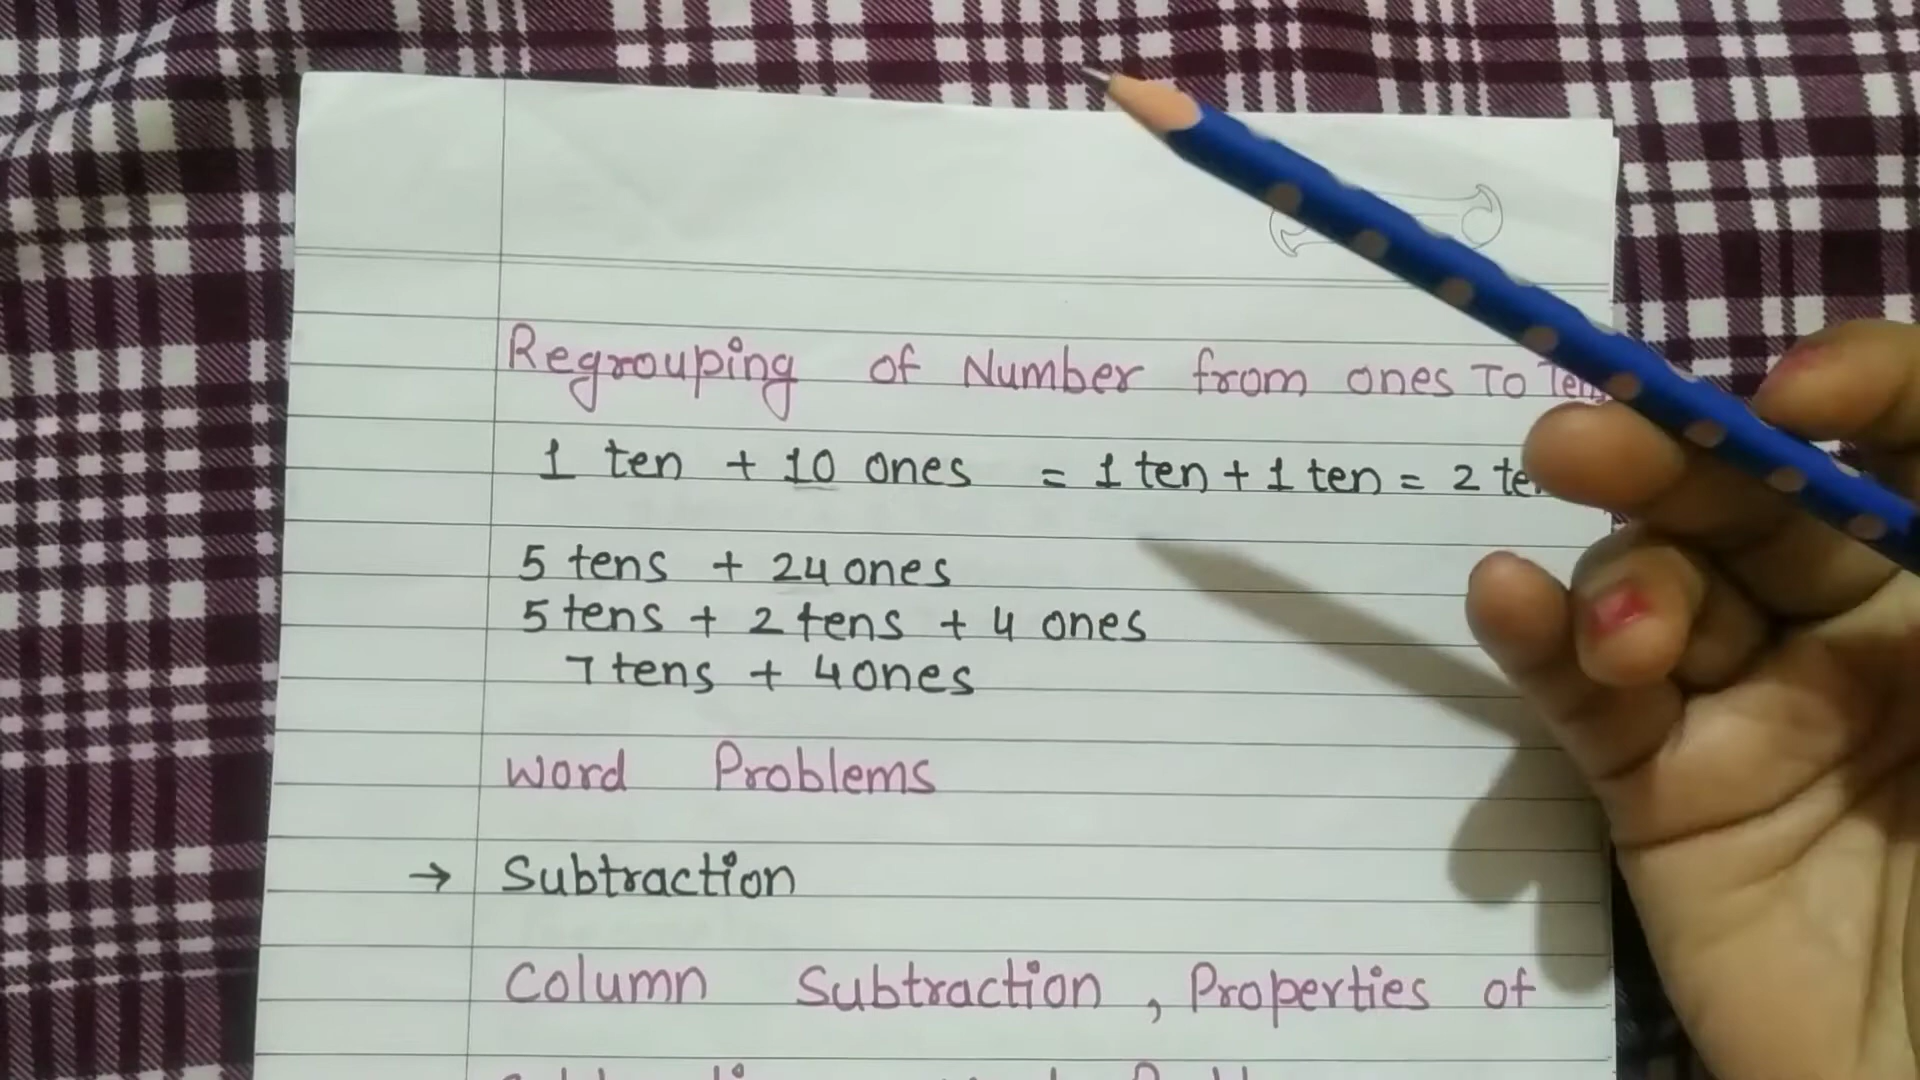 Regrouping of Number from ones To Tens
1 ten + 10 ones = 1 ten + 1 ten = 2
5 tens + 24 ones
5 tens + 2 tens + 4 ones
7 tens + 4 ones
Word Problems
→ Subtraction
Column Subtraction , Properties of